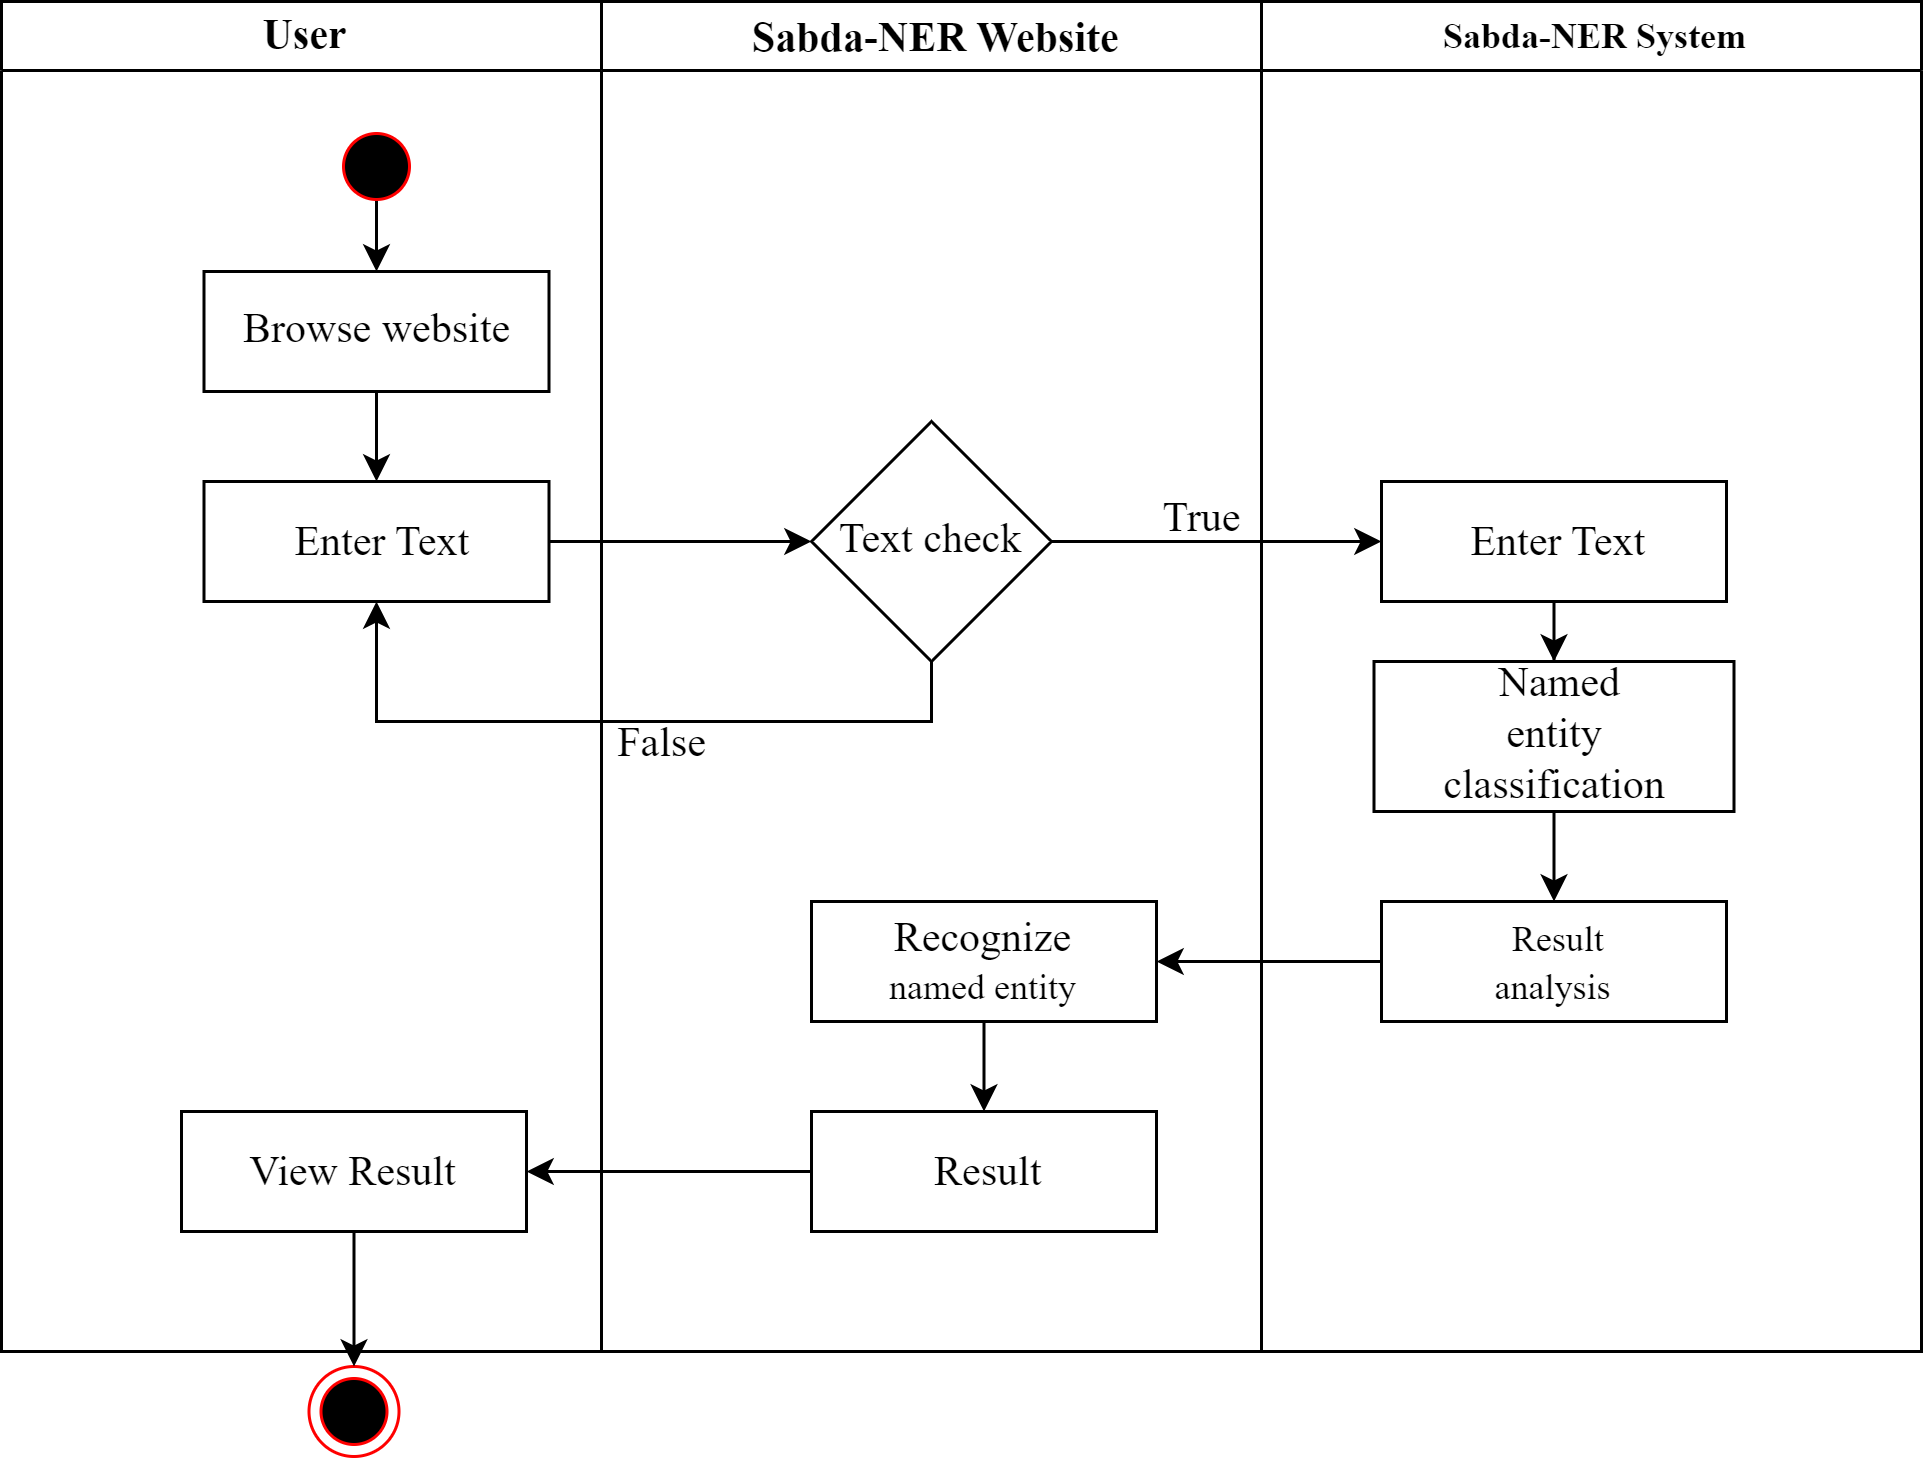 User
Sabda-NER Website
Sabda-NER System
Browse website
Enter Text
Text check
True
Enter Text
False
Named
entity
classification
Recognize
named entity
Result
analysis
View Result
Result